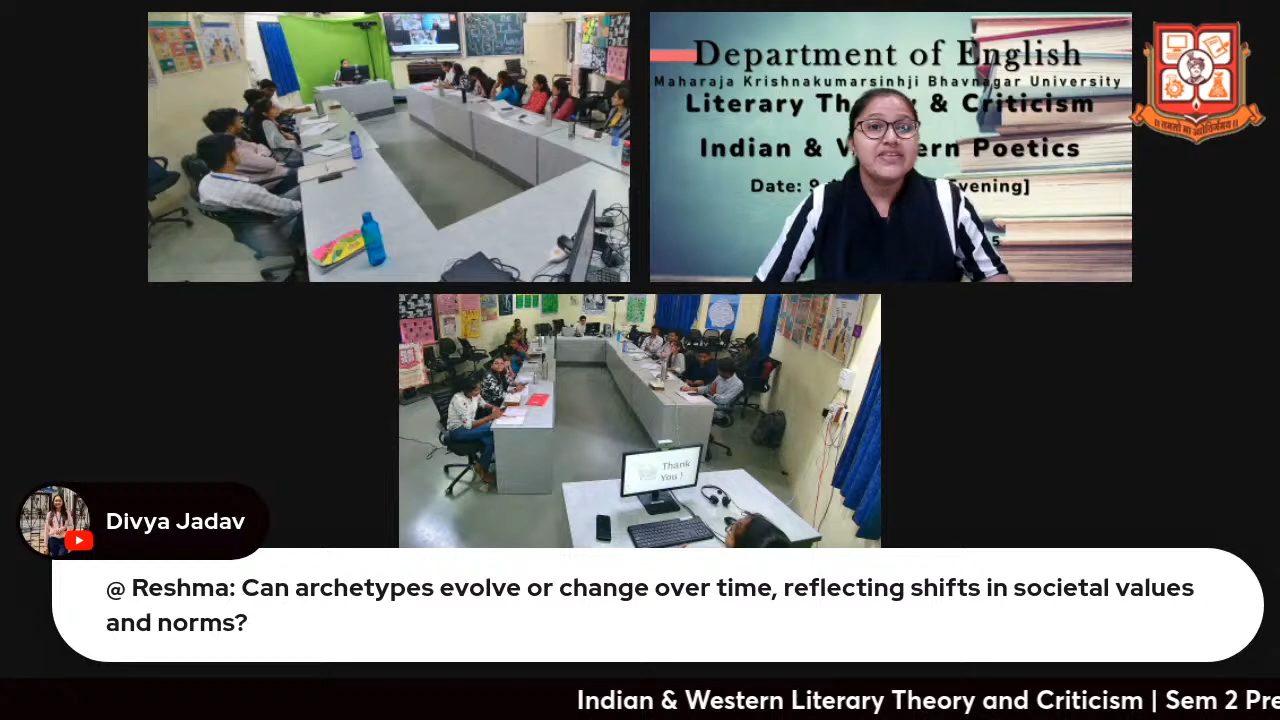 Department of English
Maharaja Krishnakumarsinhji Bhavnagar University
Literary Th & Criticism
Indian & W ern Poetics
Date: vening]
5
Thank
You !
Divya Jadav
@ Reshma: Can archetypes evolve or change over time, reflecting shifts in societal values
and norms?
Indian & Western Literary Theory and Criticism | Sem 2 Pre